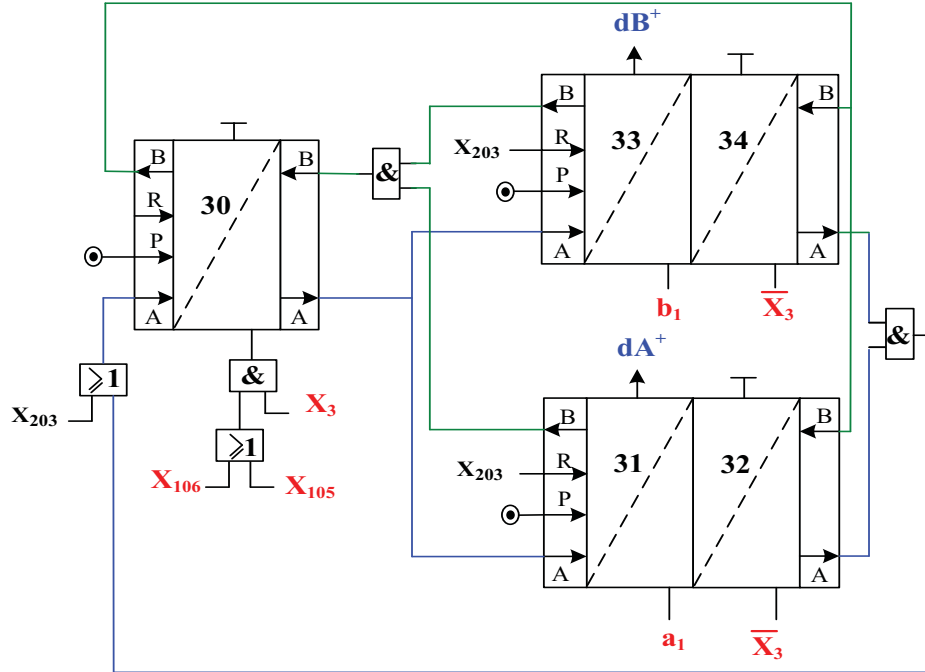 dB⁺
B
B
33
34
X₂₀₃
R
P
A
A
B
B
&
30
R
P
A
A
b₁
X̅₃
&
dA⁺
≥1
X₂₀₃
&
X₃
≥1
X₁₀₆
X₁₀₅
B
B
31
32
X₂₀₃
R
P
A
A
a₁
X̅₃